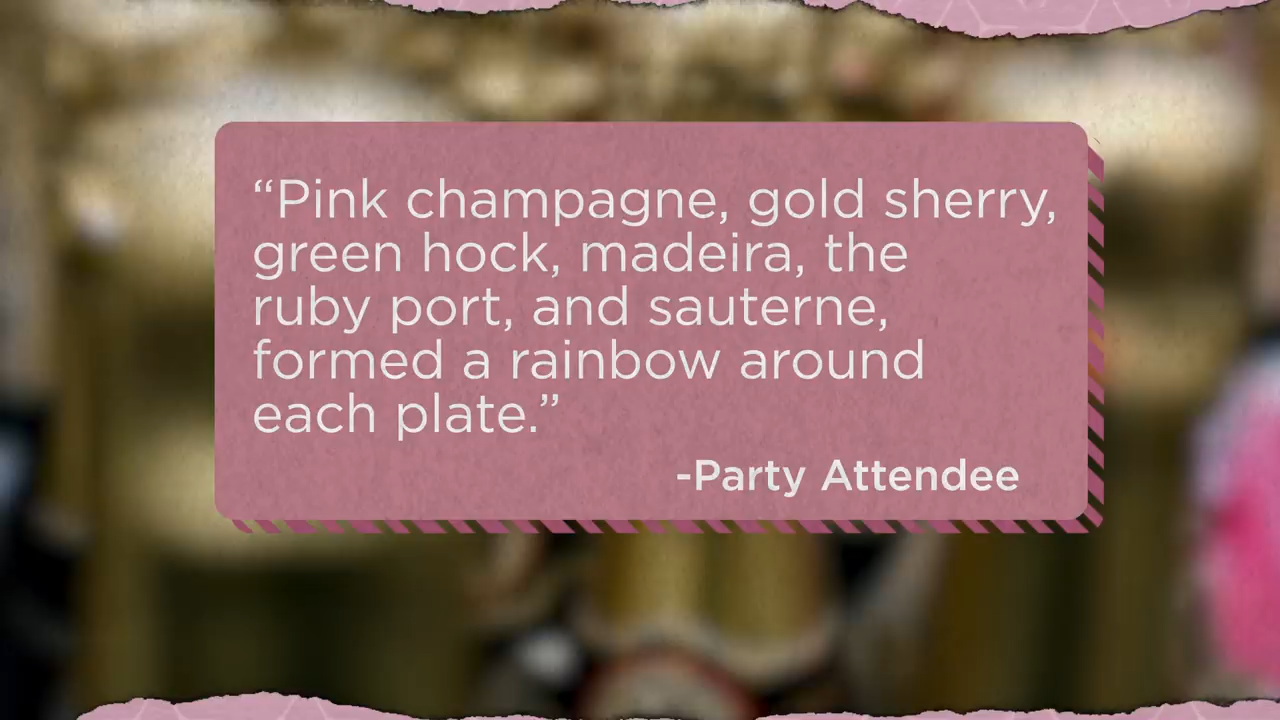 “Pink champagne, gold sherry,
green hock, madeira, the
ruby port, and sauterne,
formed a rainbow around
each plate.”
-Party Attendee